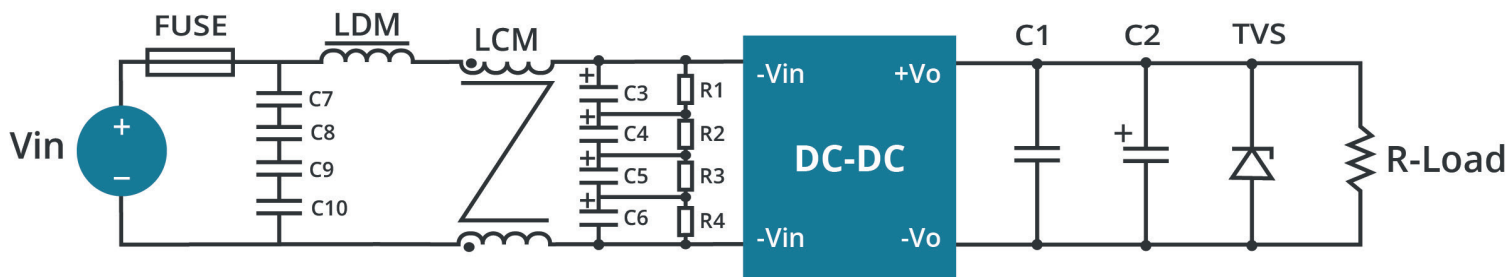 FUSE
LDM
LCM
C1
C2
TVS
Vin
+
−
C7
C8
C9
C10
+
C3
+
C4
+
C5
+
C6
R1
R2
R3
R4
-Vin
+Vo
DC-DC
-Vin
-Vo
+
R-Load